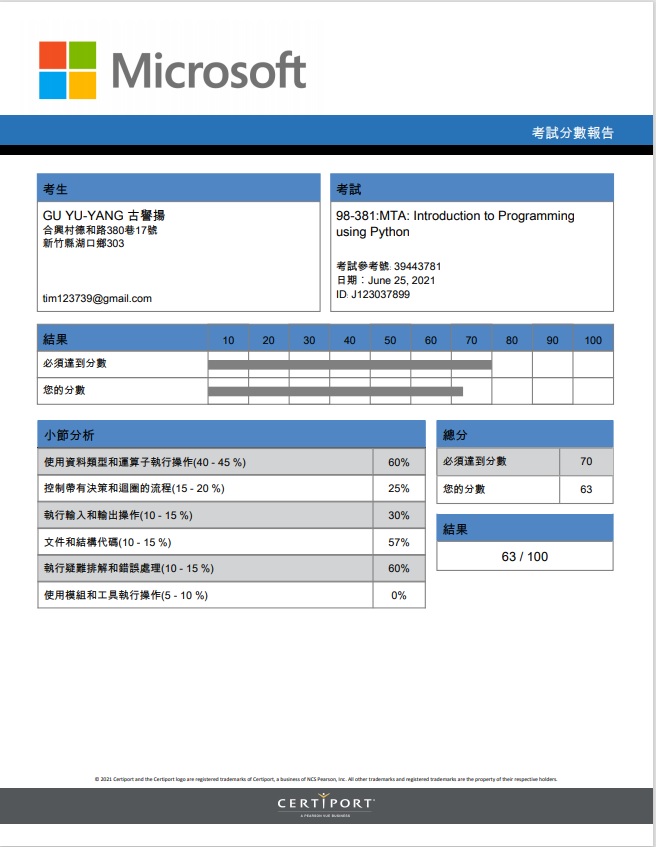 Microsoft
考試分數報告
考生
GU YU-YANG 古譽揚
合興村德和路380巷17號
新竹縣湖口鄉303
tim123739@gmail.com
考試
98-381:MTA: Introduction to Programming
using Python
考試參考號: 39443781
日期：June 25, 2021
ID: J123037899
結果 10 20 30 40 50 60 70 80 90 100
必須達到分數
您的分數
小節分析
使用資料類型和運算子執行操作(40 - 45 %) 60%
控制帶有決策和迴圈的流程(15 - 20 %) 25%
執行輸入和輸出操作(10 - 15 %) 30%
文件和結構代碼(10 - 15 %) 57%
執行疑難排解和錯誤處理(10 - 15 %) 60%
使用模組和工具執行操作(5 - 10 %) 0%
總分
必須達到分數 70
您的分數 63
結果
63 / 100
© 2021 Certiport and the Certiport logo are registered trademarks of Certiport, a business of NCS Pearson, Inc. All other trademarks and registered trademarks are the property of their respective holders.
CERTIPORT
A PEARSON VUE BUSINESS